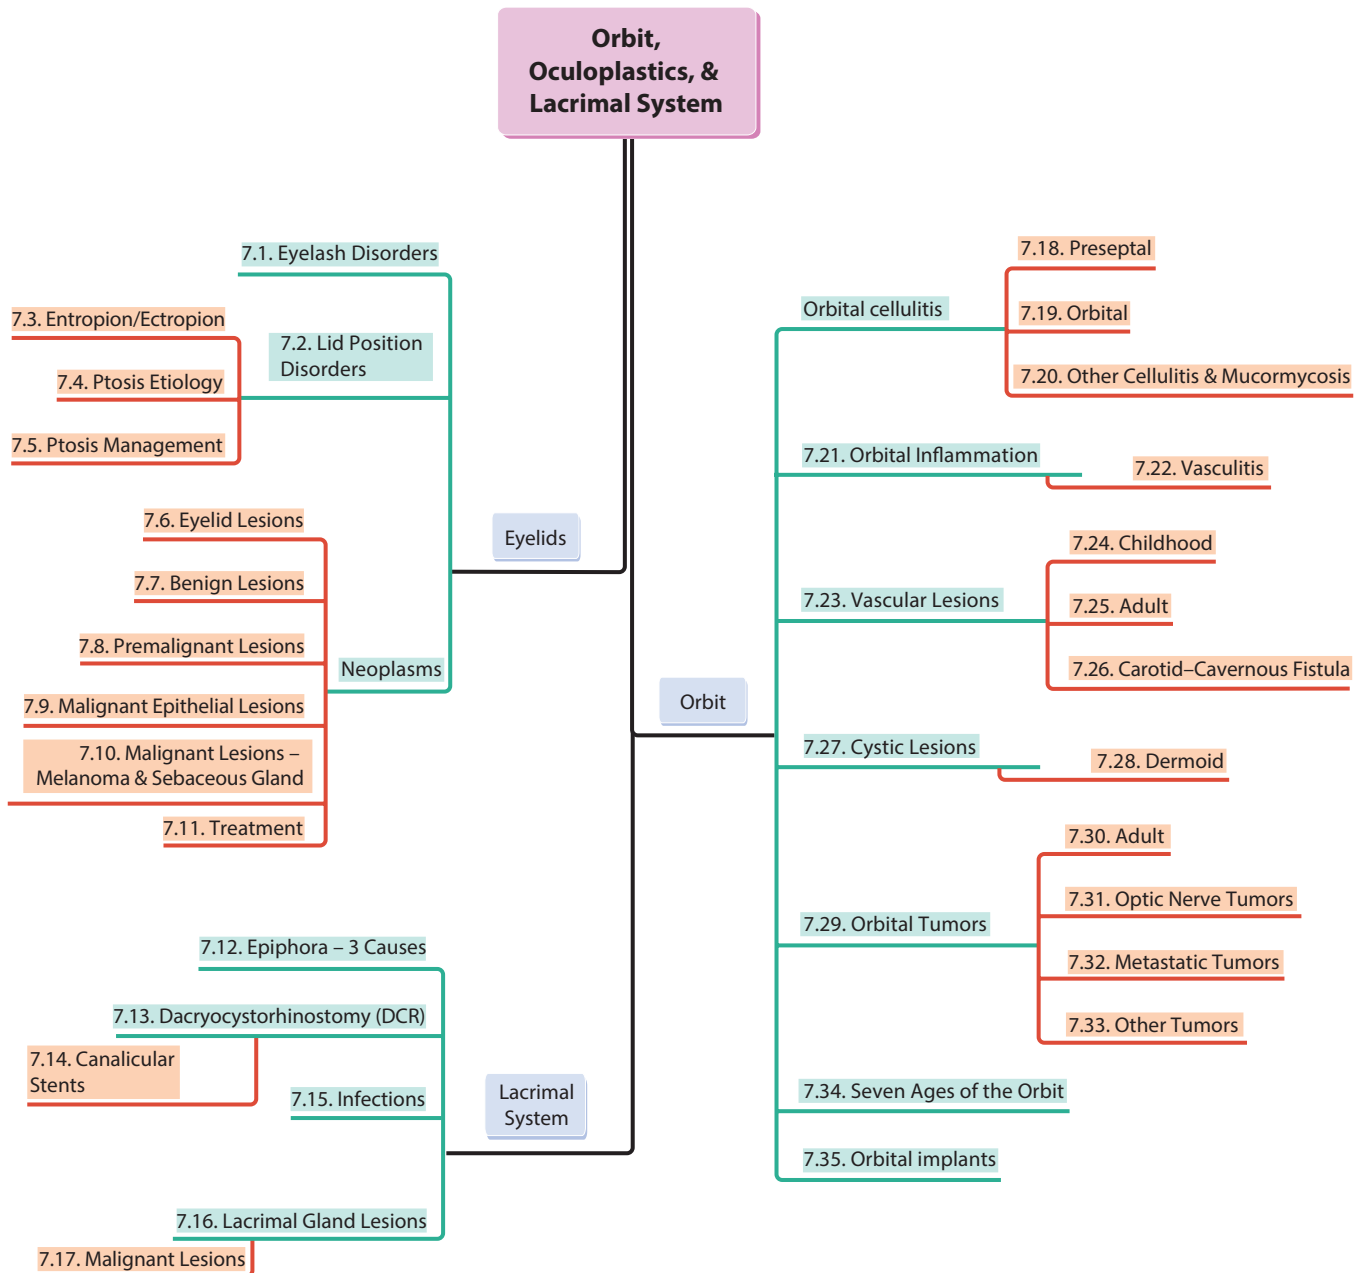 Orbit,
Oculoplastics, &
Lacrimal System
7.1. Eyelash Disorders
7.2. Lid Position
Disorders
7.3. Entropion/Ectropion
7.4. Ptosis Etiology
7.5. Ptosis Management
Eyelids
7.6. Eyelid Lesions
7.7. Benign Lesions
7.8. Premalignant Lesions
Neoplasms
7.9. Malignant Epithelial Lesions
7.10. Malignant Lesions –
Melanoma & Sebaceous Gland
7.11. Treatment
7.12. Epiphora – 3 Causes
7.13. Dacryocystorhinostomy (DCR)
7.14. Canalicular
Stents
7.15. Infections
Lacrimal
System
7.16. Lacrimal Gland Lesions
7.17. Malignant Lesions
Orbit
Orbital cellulitis
7.18. Preseptal
7.19. Orbital
7.20. Other Cellulitis & Mucormycosis
7.21. Orbital Inflammation
7.22. Vasculitis
7.23. Vascular Lesions
7.24. Childhood
7.25. Adult
7.26. Carotid–Cavernous Fistula
7.27. Cystic Lesions
7.28. Dermoid
7.29. Orbital Tumors
7.30. Adult
7.31. Optic Nerve Tumors
7.32. Metastatic Tumors
7.33. Other Tumors
7.34. Seven Ages of the Orbit
7.35. Orbital implants